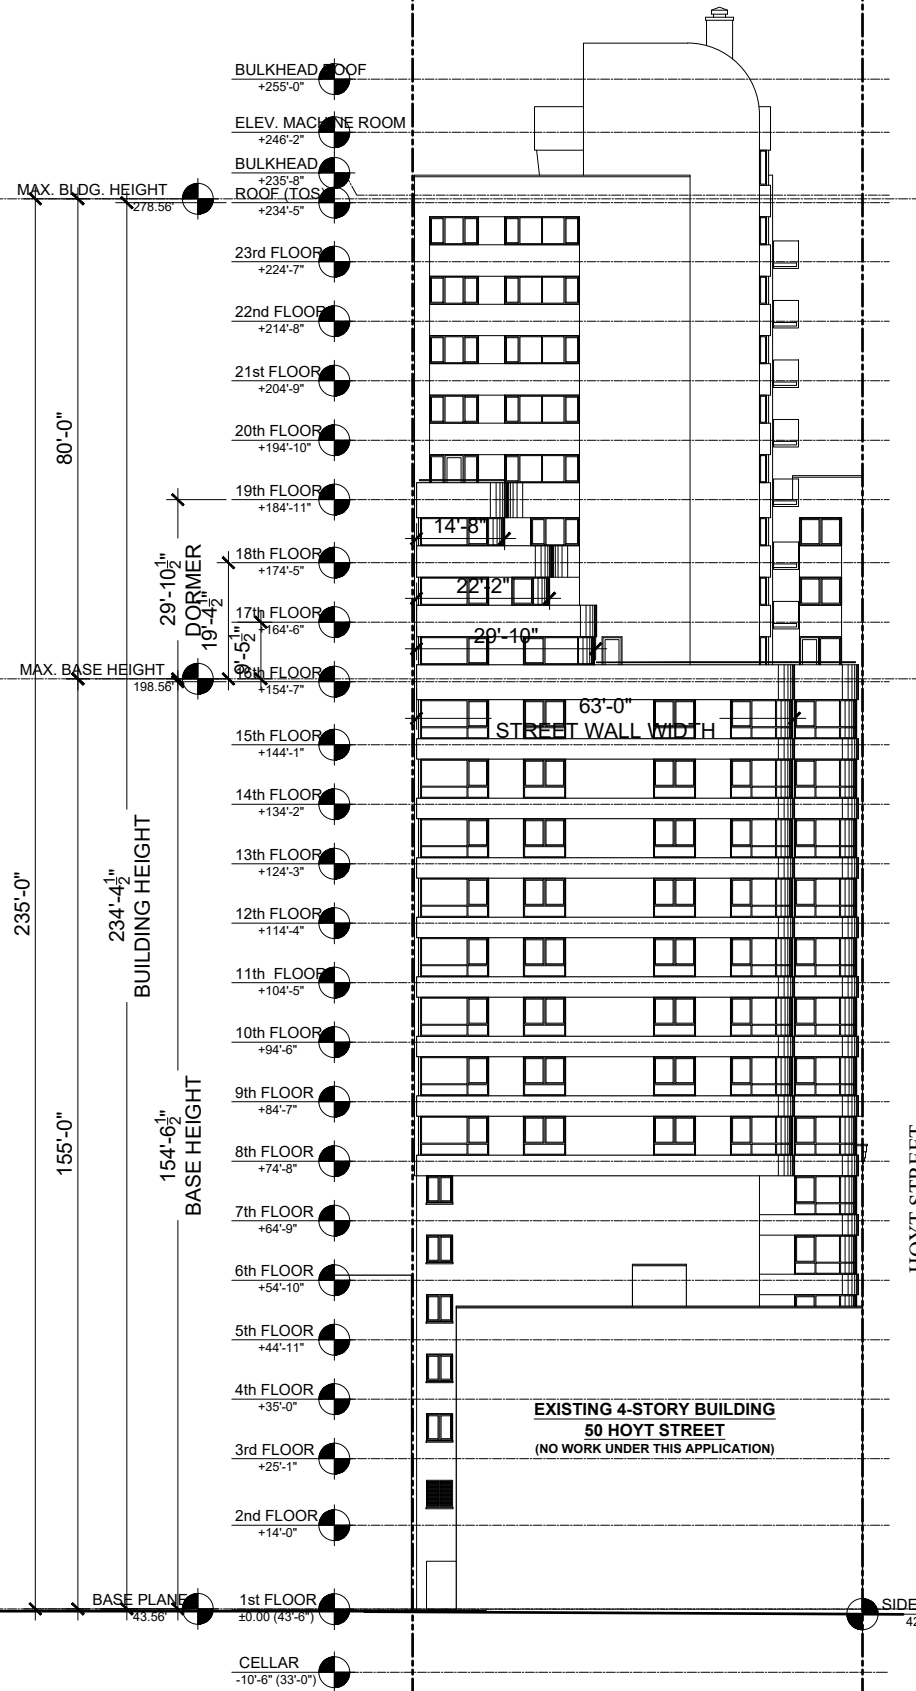 BULKHEAD ROOF
+255'-0"
ELEV. MACHINE ROOM
+246'-2"
BULKHEAD
+235'-8"
MAX. BLDG. HEIGHT
278.56'
ROOF (TOS)
+234'-5"
23rd FLOOR
+224'-7"
22nd FLOOR
+214'-8"
21st FLOOR
+204'-9"
20th FLOOR
+194'-10"
19th FLOOR
+184'-11"
18th FLOOR
+174'-5"
17th FLOOR
+164'-6"
MAX. BASE HEIGHT
198.56'
16th FLOOR
+154'-7"
15th FLOOR
+144'-1"
14th FLOOR
+134'-2"
13th FLOOR
+124'-3"
12th FLOOR
+114'-4"
11th FLOOR
+104'-5"
10th FLOOR
+94'-6"
9th FLOOR
+84'-7"
8th FLOOR
+74'-8"
7th FLOOR
+64'-9"
6th FLOOR
+54'-10"
5th FLOOR
+44'-11"
4th FLOOR
+35'-0"
3rd FLOOR
+25'-1"
2nd FLOOR
+14'-0"
BASE PLANE
43.56'
1st FLOOR
±0.00 (43'-6")
CELLAR
-10'-6" (33'-0")
235'-0"
80'-0"
155'-0"
234'-4½"
BUILDING HEIGHT
29'-10½"
DORMER
19'-4½"
9'-5½"
154'-6½"
BASE HEIGHT
14'-8"
22'-2"
29'-10"
63'-0"
STREET WALL WIDTH
EXISTING 4-STORY BUILDING
50 HOYT STREET
(NO WORK UNDER THIS APPLICATION)
HOYT STREET
SIDE
42